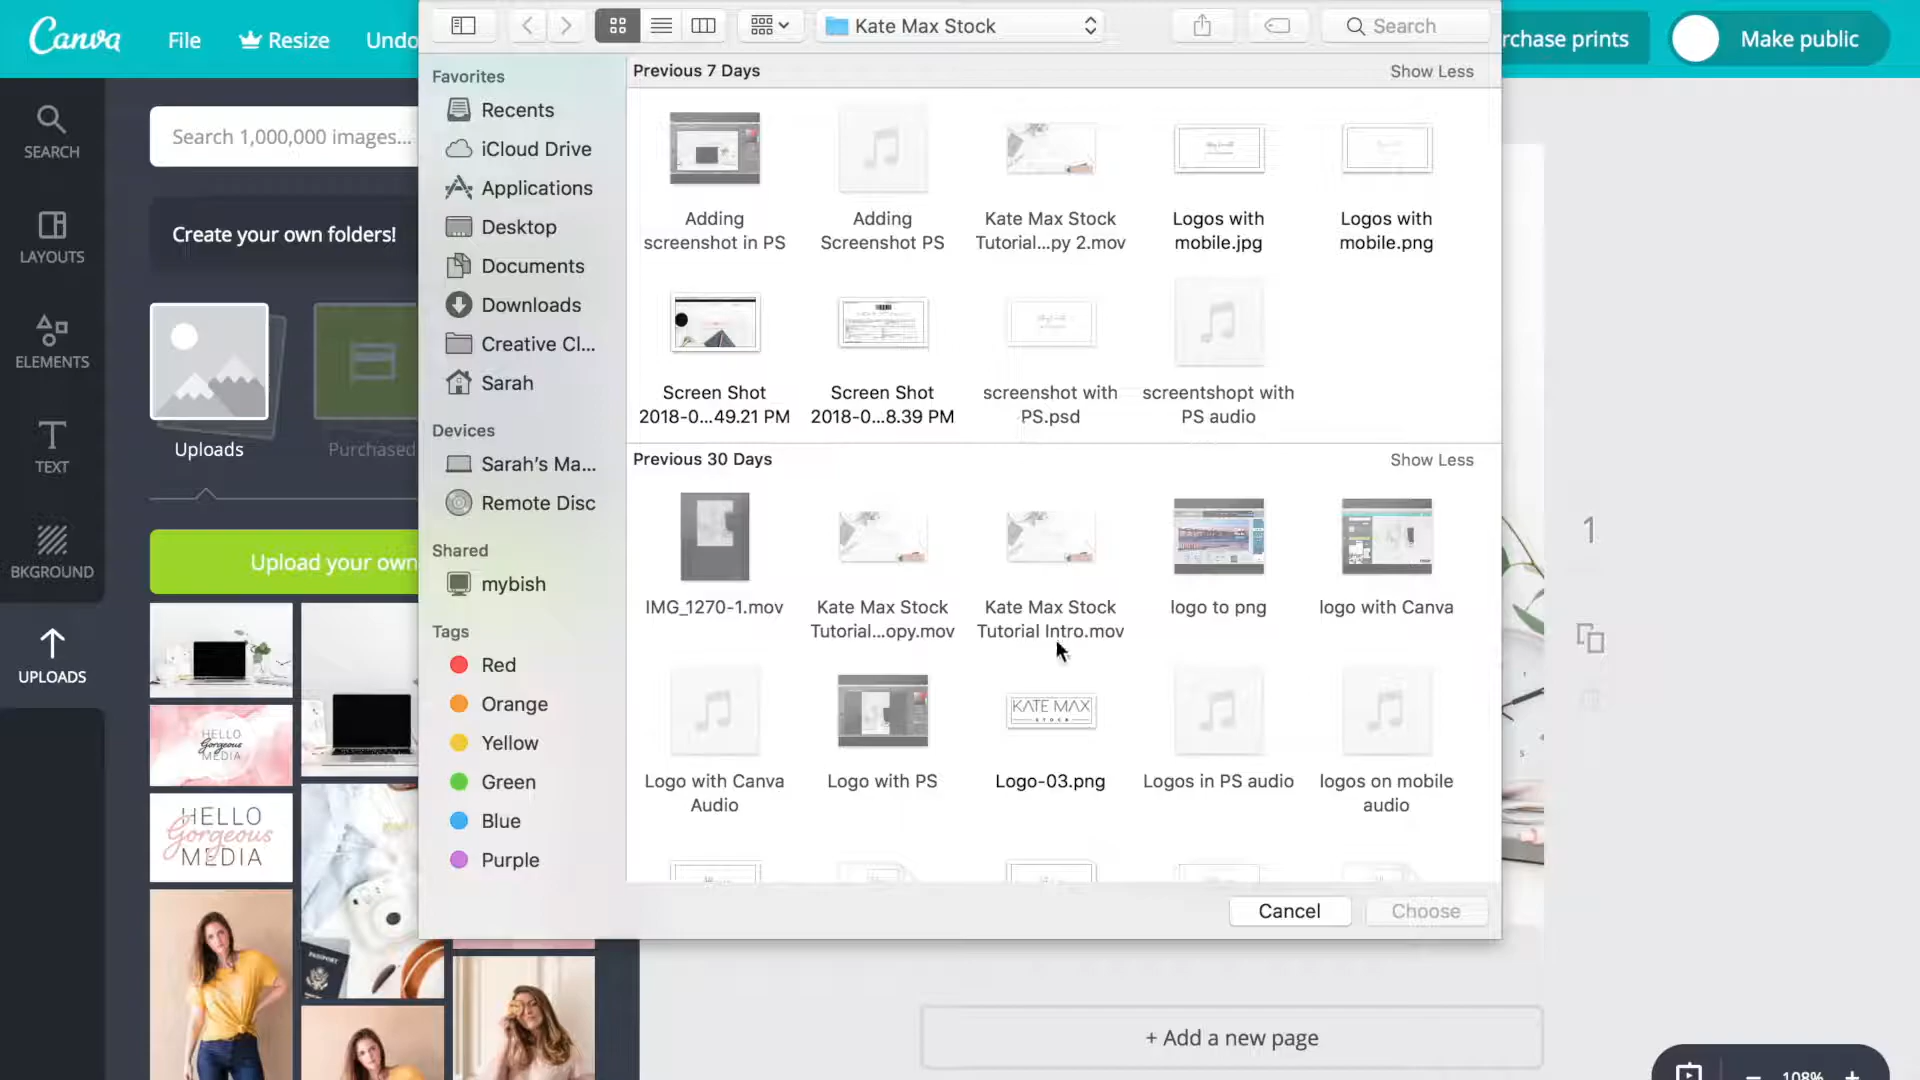 Canva
File
Resize
Undo
Kate Max Stock
Search
rchase prints
Make public
SEARCH
LAYOUTS
ELEMENTS
TEXT
BKGROUND
UPLOADS
Search 1,000,000 images...
Create your own folders!
Uploads
Purchased
Upload your own
HELLO
Gorgeous
MEDIA
HELLO
Gorgeous
MEDIA
PASSPORT
Favorites
Recents
iCloud Drive
Applications
Desktop
Documents
Downloads
Creative Cl...
Sarah
Devices
Sarah's Ma...
Remote Disc
Shared
mybish
Tags
Red
Orange
Yellow
Green
Blue
Purple
Previous 7 Days
Show Less
Adding
screenshot in PS
Adding
Screenshot PS
Kate Max Stock
Tutorial...py 2.mov
Logos with
mobile.jpg
Logos with
mobile.png
Screen Shot
2018-0...49.21 PM
Screen Shot
2018-0...8.39 PM
screenshot with
PS.psd
screentshopt with
PS audio
Previous 30 Days
Show Less
IMG_1270-1.mov
Kate Max Stock
Tutorial...opy.mov
Kate Max Stock
Tutorial Intro.mov
logo to png
logo with Canva
KATE MAX
STOCK
Logo with Canva
Audio
Logo with PS
Logo-03.png
Logos in PS audio
logos on mobile
audio
Cancel
Choose
1
+ Add a new page
108%